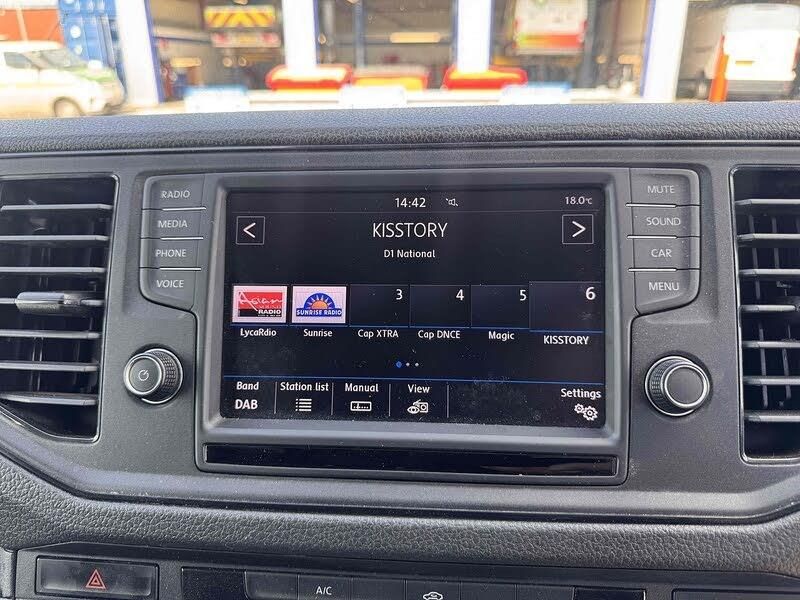 RADIO
MEDIA
PHONE
VOICE
14:42
18.0°C
<
KISSTORY
>
D1 National
Asian
SOUND
RADIO
SUNRISE RADIO
3
4
5
6
LycaRdio
Sunrise
Cap XTRA
Cap DNCE
Magic
KISSTORY
Band
DAB
Station list
Manual
View
Settings
MUTE
SOUND
CAR
MENU
A/C